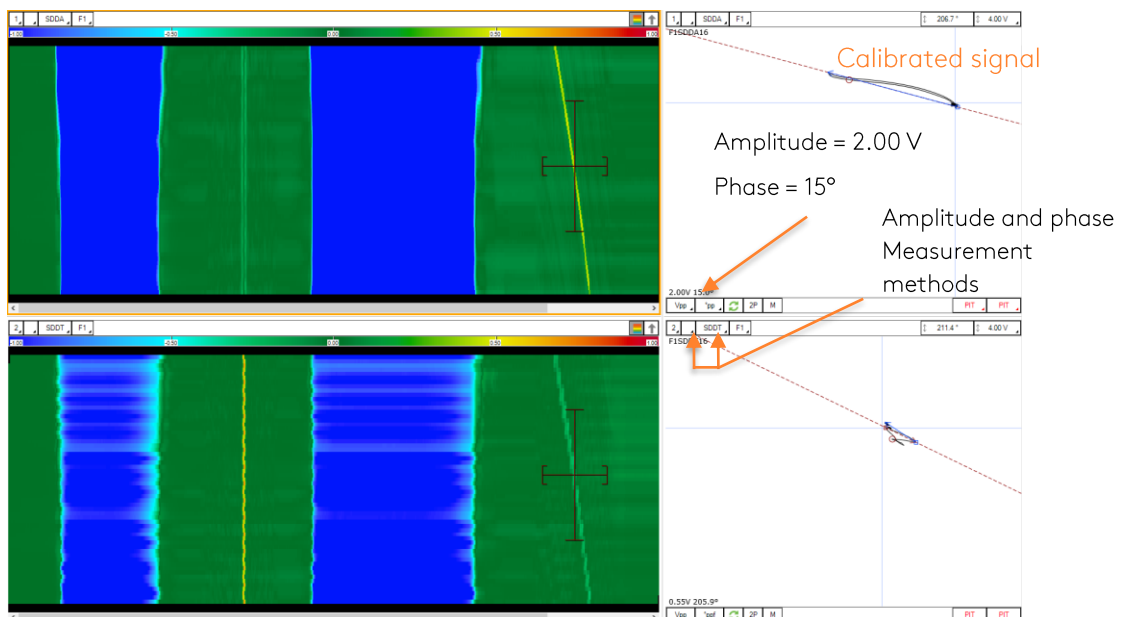 1 SDDA F1
-1.00 -0.50 0.00 0.50 1.00
1 SDDA F1 206.7° 4.00 V
F1SDDA16
Calibrated signal
Amplitude = 2.00 V
Phase = 15°
Amplitude and phase
Measurement
methods
2.00V 15.0°
Vpp °pp 2P M PIT PIT
2 SDDT F1
-1.00 -0.50 0.00 0.50 1.00
2 SDDT F1 211.4° 4.00 V
0.55V 205.9°
Vpp 2P M PIT PIT